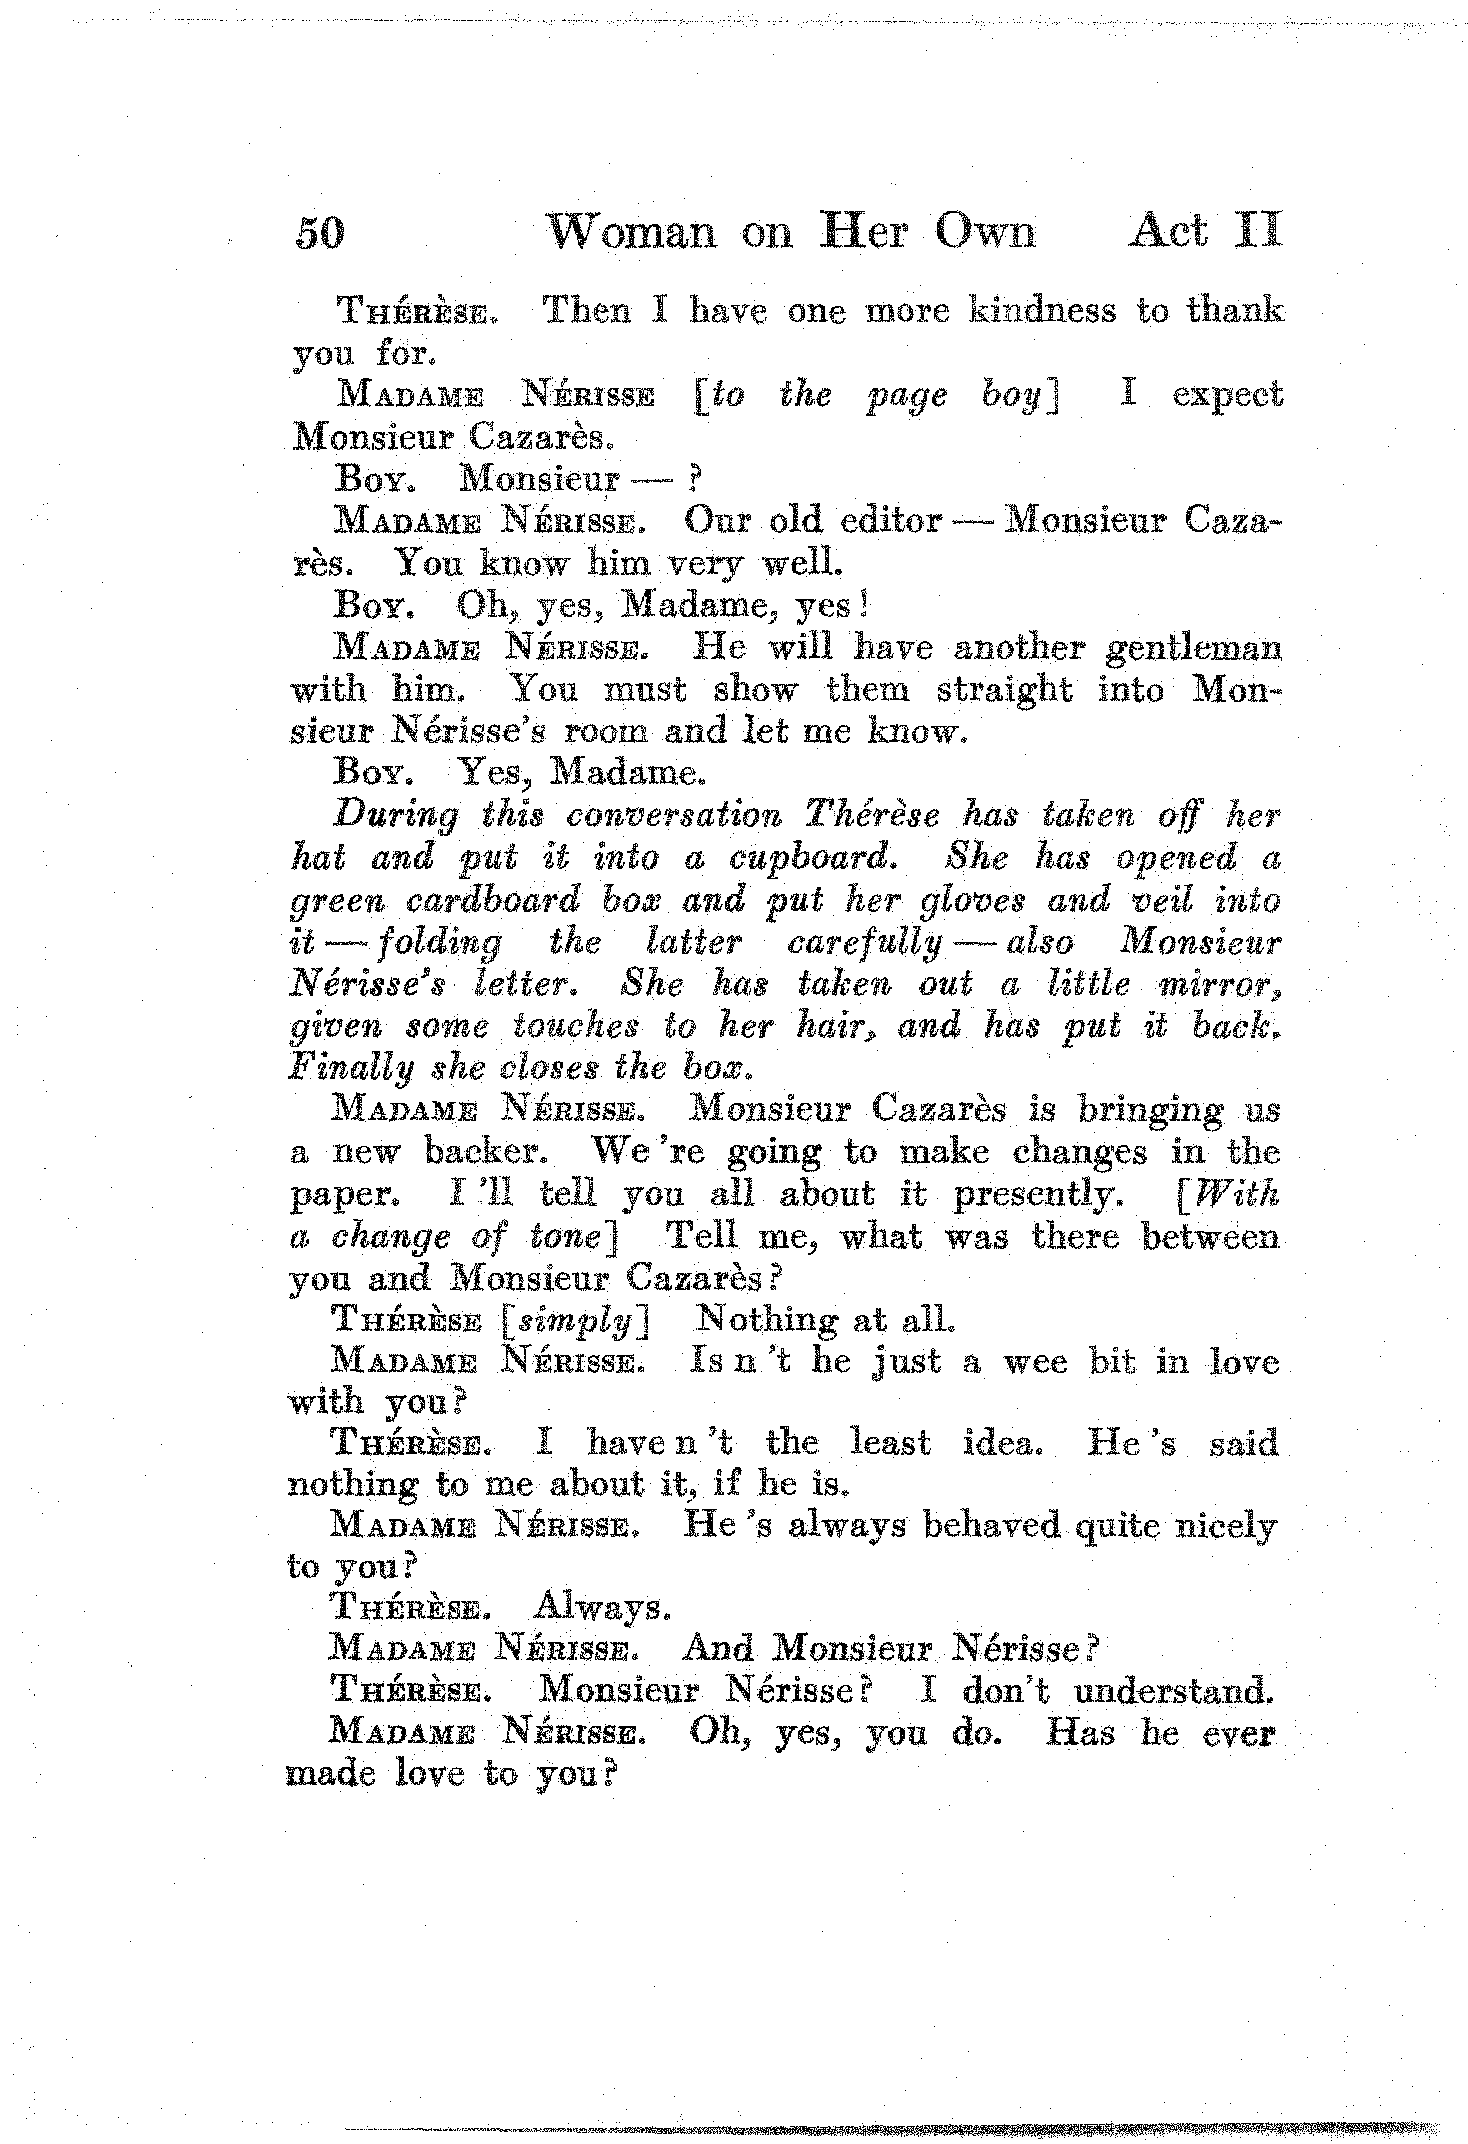 50 Woman on Her Own Act II
THÉRÈSE. Then I have one more kindness to thank
you for.
MADAME NÉRISSE [to the page boy] I expect
Monsieur Cazarès.
BOY. Monsieur — ?
MADAME NÉRISSE. Our old editor — Monsieur Caza-
rès. You know him very well.
BOY. Oh, yes, Madame, yes!
MADAME NÉRISSE. He will have another gentleman
with him. You must show them straight into Mon-
sieur Nérisse's room and let me know.
BOY. Yes, Madame.
During this conversation Thérèse has taken off her
hat and put it into a cupboard. She has opened a
green cardboard box and put her gloves and veil into
it — folding the latter carefully — also Monsieur
Nérisse's letter. She has taken out a little mirror,
given some touches to her hair, and has put it back.
Finally she closes the box.
MADAME NÉRISSE. Monsieur Cazarès is bringing us
a new backer. We 're going to make changes in the
paper. I 'll tell you all about it presently. [With
a change of tone] Tell me, what was there between
you and Monsieur Cazarès?
THÉRÈSE [simply] Nothing at all.
MADAME NÉRISSE. Is n 't he just a wee bit in love
with you?
THÉRÈSE. I have n 't the least idea. He 's said
nothing to me about it, if he is.
MADAME NÉRISSE. He 's always behaved quite nicely
to you?
THÉRÈSE. Always.
MADAME NÉRISSE. And Monsieur Nérisse?
THÉRÈSE. Monsieur Nérisse? I don't understand.
MADAME NÉRISSE. Oh, yes, you do. Has he ever
made love to you?